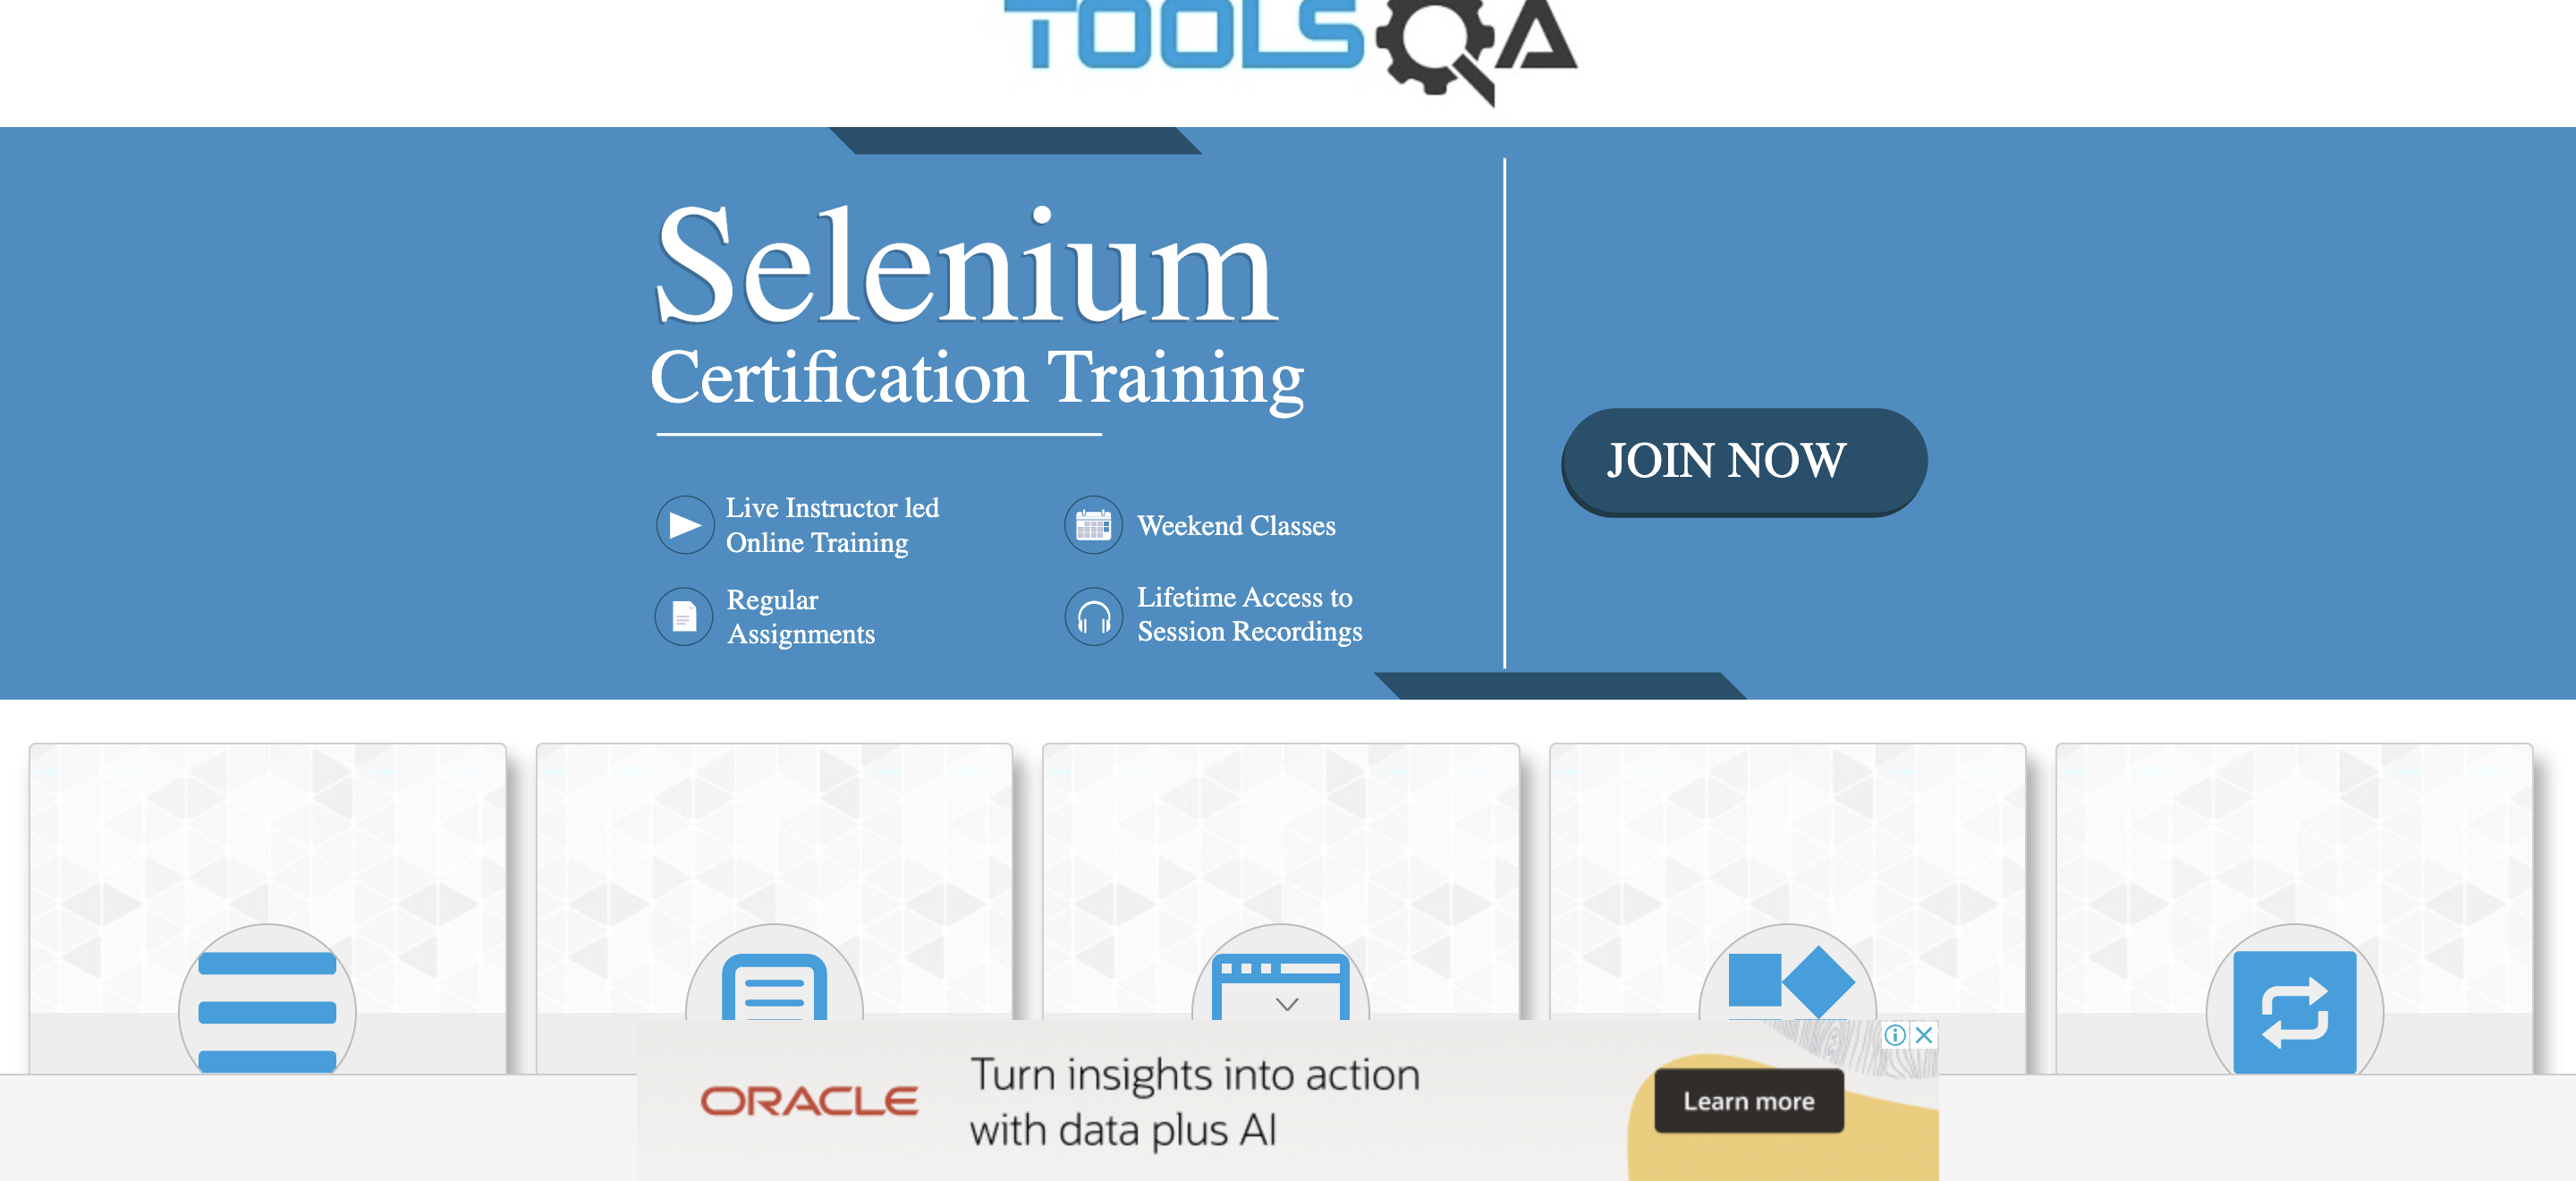 TOOLSQA
Selenium
Certification Training
Live Instructor led
Online Training
Weekend Classes
Regular
Assignments
Lifetime Access to
Session Recordings
JOIN NOW
ORACLE
Turn insights into action
with data plus AI
Learn more